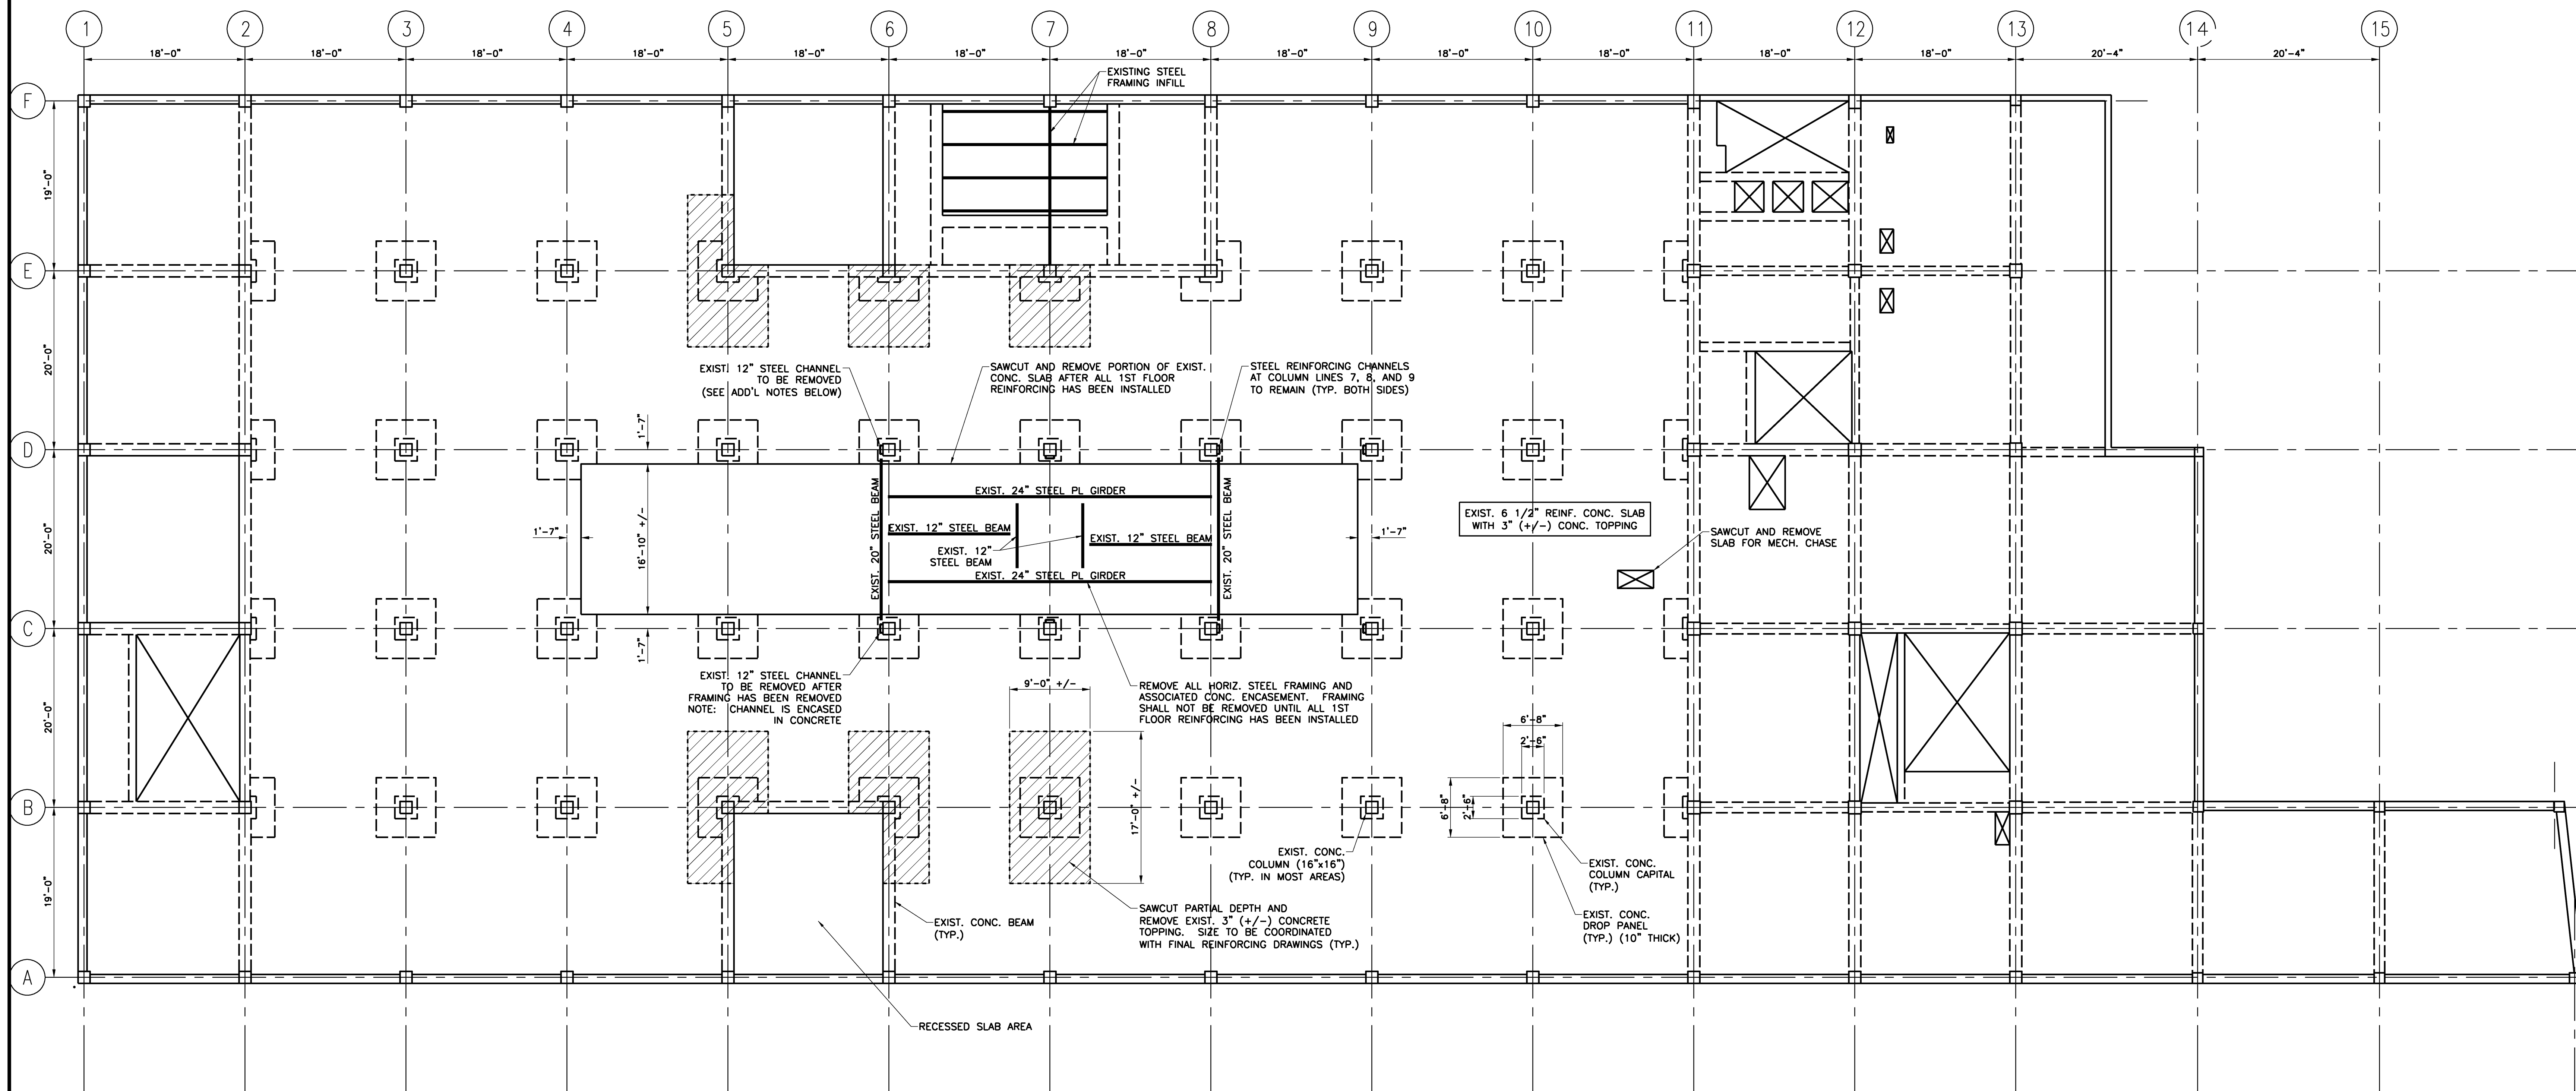 1 2 3 4 5 6 7 8 9 10 11 12 13 14 15
18'-0" 18'-0" 18'-0" 18'-0" 18'-0" 18'-0" 18'-0" 18'-0" 18'-0" 18'-0" 18'-0" 18'-0" 20'-4" 20'-4"
F
E
D
C
B
A
19'-0"
20'-0"
20'-0"
20'-0"
19'-0"
EXISTING STEEL
FRAMING INFILL
EXIST. 12" STEEL CHANNEL
TO BE REMOVED
(SEE ADD'L NOTES BELOW)
SAWCUT AND REMOVE PORTION OF EXIST.
CONC. SLAB AFTER ALL 1ST FLOOR
REINFORCING HAS BEEN INSTALLED
STEEL REINFORCING CHANNELS
AT COLUMN LINES 7, 8, AND 9
TO REMAIN (TYP. BOTH SIDES)
1'-7"
1'-7"
16'-10" +/-
1'-7"
1'-7"
EXIST. 20" STEEL BEAM
EXIST. 24" STEEL PL GIRDER
EXIST. 12" STEEL BEAM
EXIST. 12"
STEEL BEAM
EXIST. 12" STEEL BEAM
EXIST. 24" STEEL PL GIRDER
EXIST. 20" STEEL BEAM
EXIST. 6 1/2" REINF. CONC. SLAB
WITH 3" (+/-) CONC. TOPPING
SAWCUT AND REMOVE
SLAB FOR MECH. CHASE
EXIST. 12" STEEL CHANNEL
TO BE REMOVED AFTER
FRAMING HAS BEEN REMOVED
NOTE: CHANNEL IS ENCASED
IN CONCRETE
9'-0" +/-
17'-0" +/-
REMOVE ALL HORIZ. STEEL FRAMING AND
ASSOCIATED CONC. ENCASEMENT. FRAMING
SHALL NOT BE REMOVED UNTIL ALL 1ST
FLOOR REINFORCING HAS BEEN INSTALLED
6'-8"
2'-6"
6'-8"
2'-6"
EXIST. CONC.
COLUMN (16"x16")
(TYP. IN MOST AREAS)
EXIST. CONC.
COLUMN CAPITAL
(TYP.)
EXIST. CONC.
DROP PANEL
(TYP.) (10" THICK)
EXIST. CONC. BEAM
(TYP.)
SAWCUT PARTIAL DEPTH AND
REMOVE EXIST. 3" (+/-) CONCRETE
TOPPING. SIZE TO BE COORDINATED
WITH FINAL REINFORCING DRAWINGS (TYP.)
RECESSED SLAB AREA